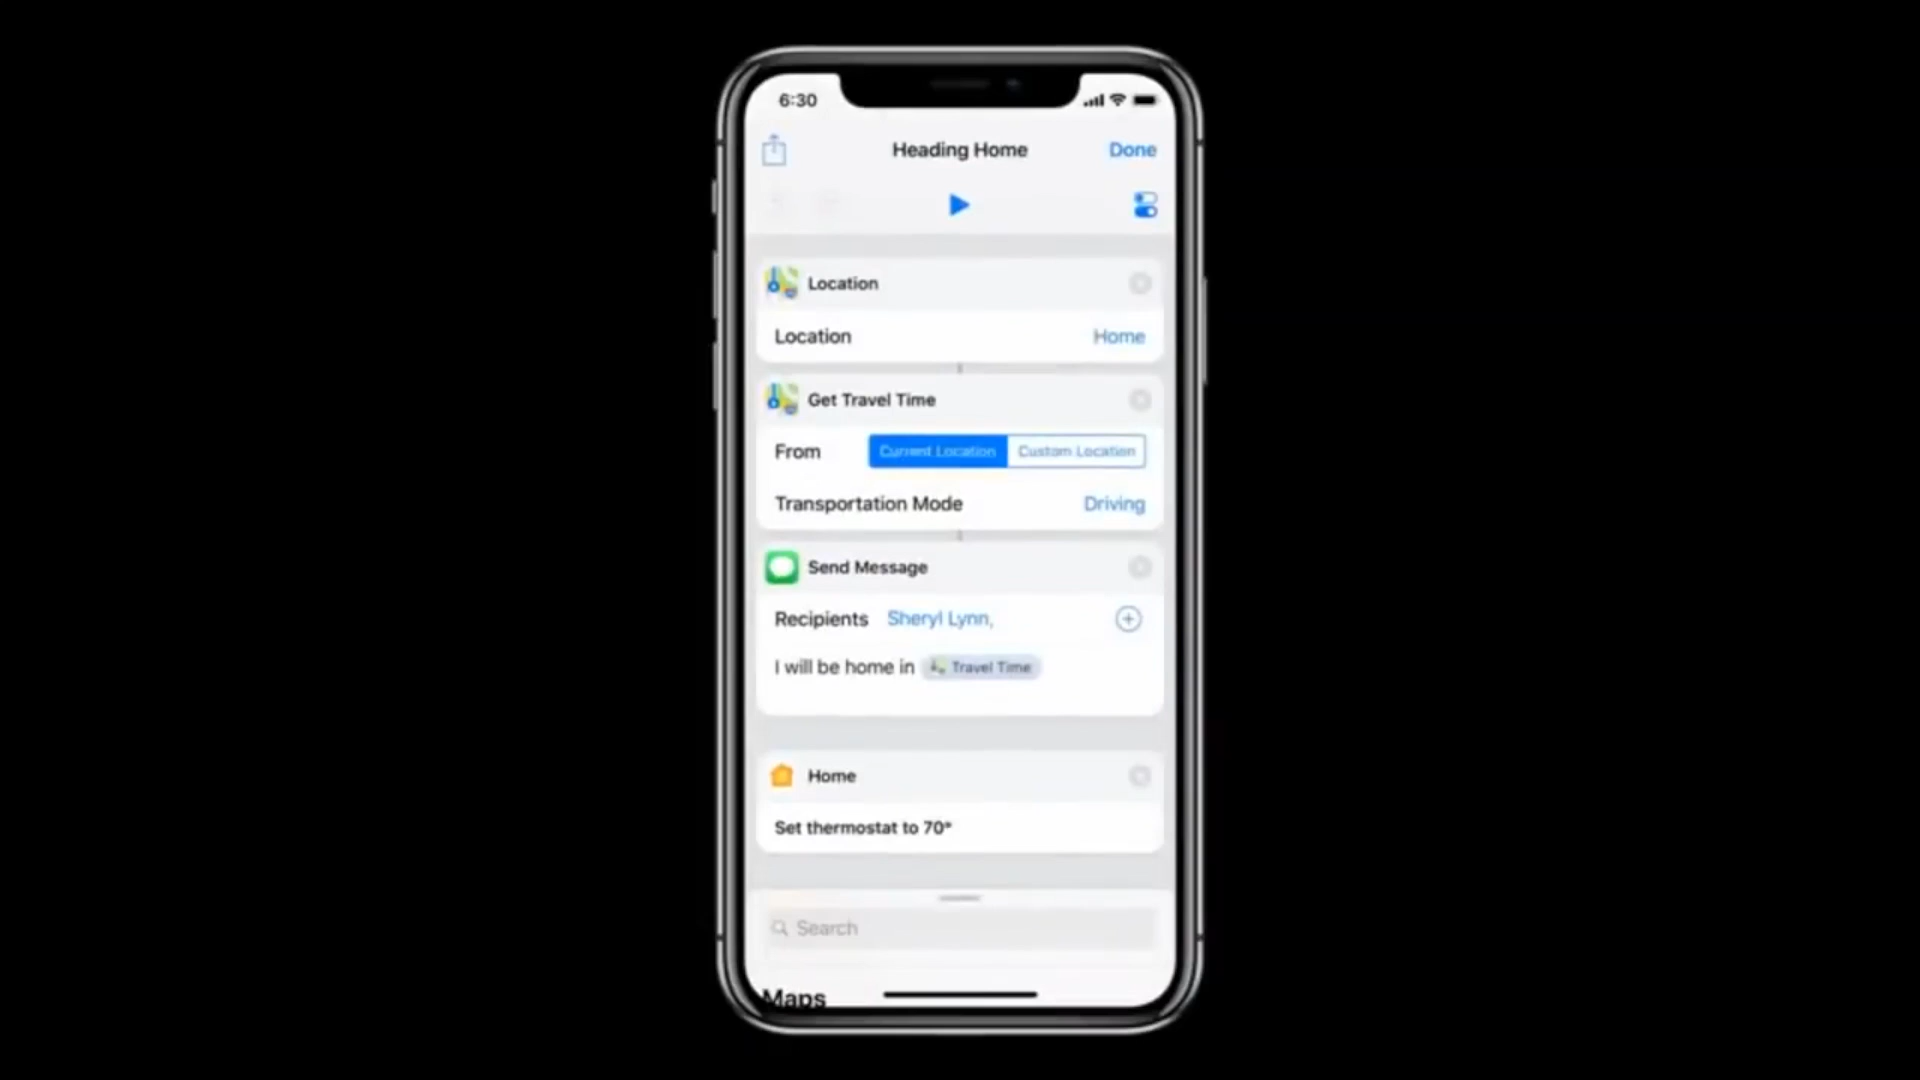 6:30
Heading Home
Done
Location
Location Home
Get Travel Time
From Current Location Custom Location
Transportation Mode Driving
Send Message
Recipients Sheryl Lynn,
I will be home in Travel Time
Home
Set thermostat to 70°
Search
Maps